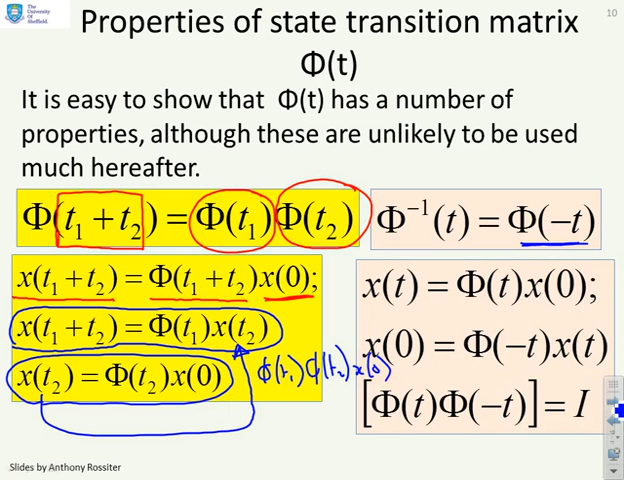 The
University
Of
Sheffield.
10
Properties of state transition matrix
Φ(t)
It is easy to show that Φ(t) has a number of
properties, although these are unlikely to be used
much hereafter.
Φ(t₁ + t₂) = Φ(t₁)Φ(t₂)
Φ⁻¹(t) = Φ(−t)
x(t₁ + t₂) = Φ(t₁ + t₂)x(0);
x(t₁ + t₂) = Φ(t₁)x(t₂)
x(t₂) = Φ(t₂)x(0)
ϕ(t₁) ϕ(t₂) x(0)
x(t) = Φ(t)x(0);
x(0) = Φ(−t)x(t)
[Φ(t)Φ(−t)] = I
Slides by Anthony Rossiter